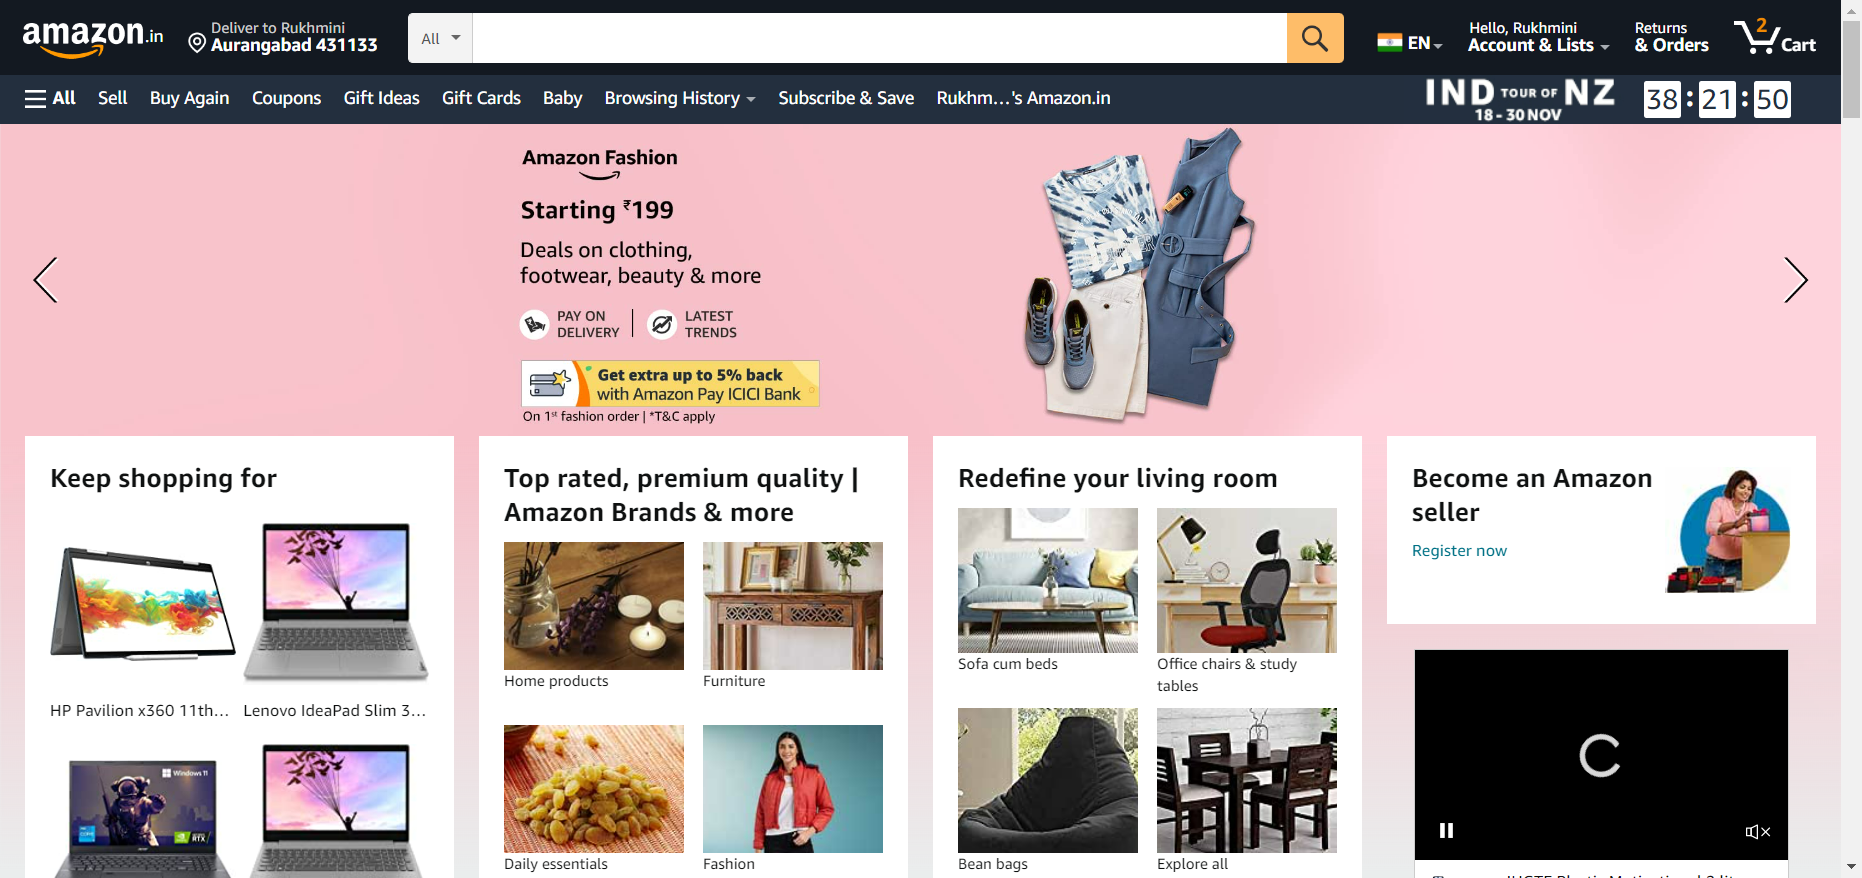 amazon.in
Deliver to Rukhmini
Aurangabad 431133
All
EN
Hello, Rukhmini
Account & Lists
Returns
& Orders
2
Cart
All
Sell
Buy Again
Coupons
Gift Ideas
Gift Cards
Baby
Browsing History
Subscribe & Save
Rukhm...'s Amazon.in
IND TOUR OF NZ
18 - 30 NOV
38 : 21 : 50
Amazon Fashion
Starting ₹199
Deals on clothing,
footwear, beauty & more
PAY ON
DELIVERY
LATEST
TRENDS
Get extra up to 5% back
with Amazon Pay ICICI Bank
On 1st fashion order | *T&C apply
Keep shopping for
HP Pavilion x360 11th...
Lenovo IdeaPad Slim 3...
Windows 11
RTX
Top rated, premium quality |
Amazon Brands & more
Home products
Furniture
Daily essentials
Fashion
Redefine your living room
Sofa cum beds
Office chairs & study
tables
Bean bags
Explore all
Become an Amazon
seller
Register now